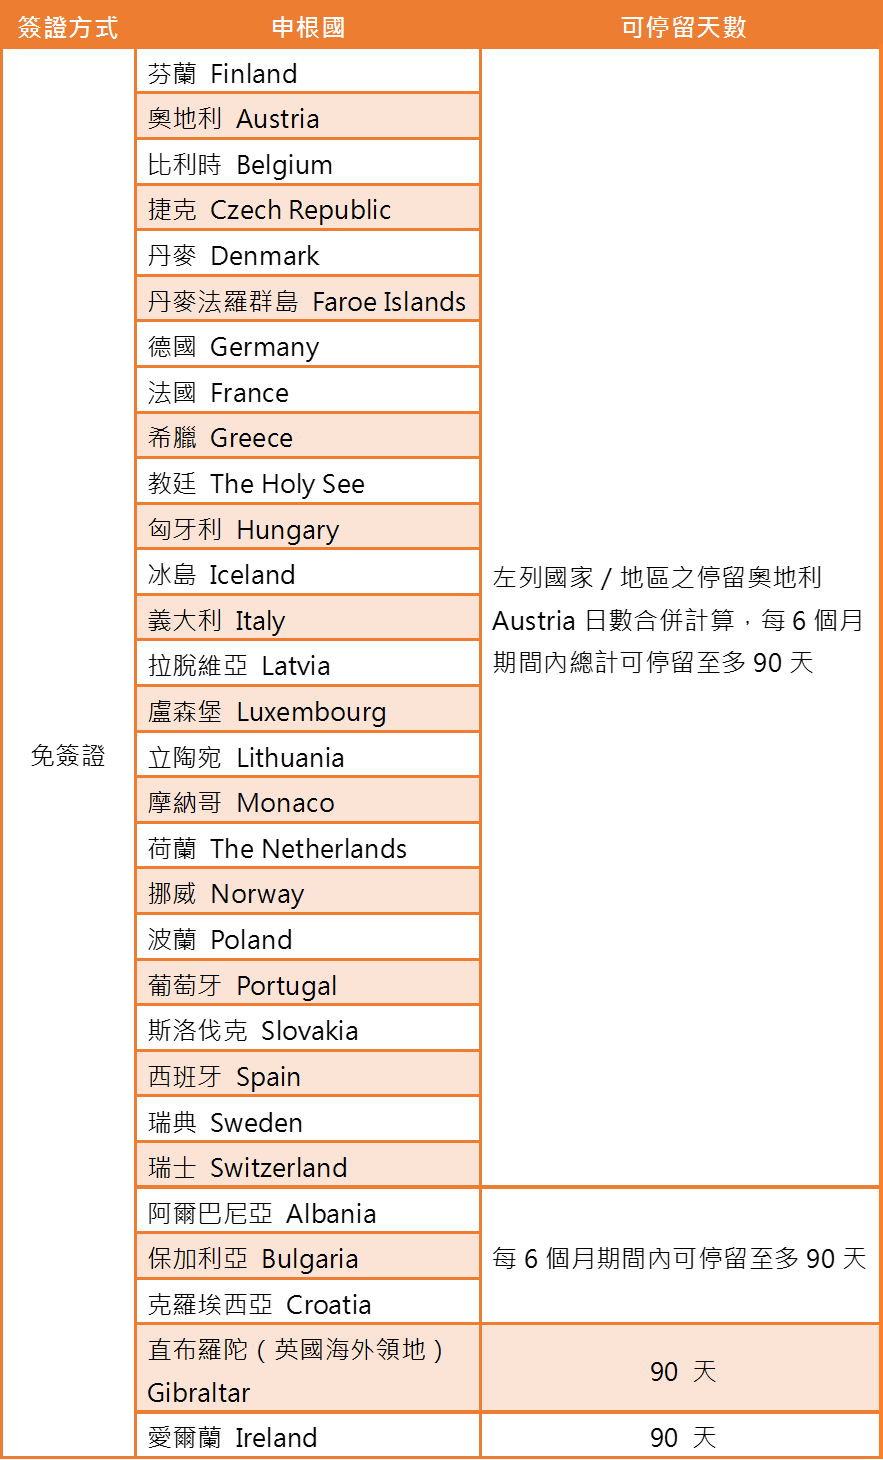 簽證方式 申根國 可停留天數
芬蘭 Finland
奧地利 Austria
比利時 Belgium
捷克 Czech Republic
丹麥 Denmark
丹麥法羅群島 Faroe Islands
德國 Germany
法國 France
希臘 Greece
教廷 The Holy See
匈牙利 Hungary
冰島 Iceland
義大利 Italy
拉脫維亞 Latvia
盧森堡 Luxembourg
立陶宛 Lithuania
摩納哥 Monaco
荷蘭 The Netherlands
挪威 Norway
波蘭 Poland
葡萄牙 Portugal
斯洛伐克 Slovakia
西班牙 Spain
瑞典 Sweden
瑞士 Switzerland
左列國家 / 地區之停留奧地利
Austria 日數合併計算，每 6 個月
期間內總計可停留至多 90 天
免簽證
阿爾巴尼亞 Albania
保加利亞 Bulgaria
克羅埃西亞 Croatia
每 6 個月期間內可停留至多 90 天
直布羅陀 ( 英國海外領地 )
Gibraltar
90 天
愛爾蘭 Ireland
90 天